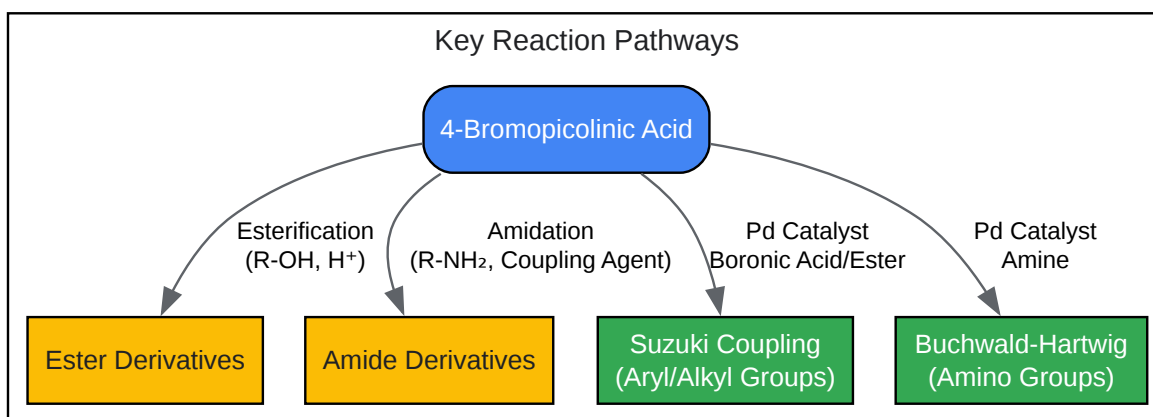 Key Reaction Pathways
4-Bromopicolinic Acid
Esterification
(R-OH, H⁺)
Amidation
(R-NH₂, Coupling Agent)
Pd Catalyst
Boronic Acid/Ester
Pd Catalyst
Amine
Ester Derivatives
Amide Derivatives
Suzuki Coupling
(Aryl/Alkyl Groups)
Buchwald-Hartwig
(Amino Groups)